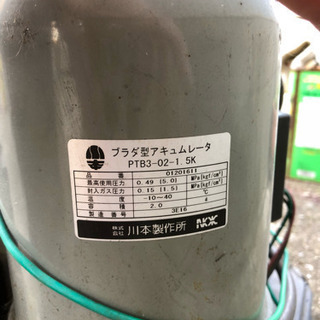 ブラダ型アキュムレータ
PTB3-02-1.5K
品番 01201611
最高使用圧力 0.49 (5.0) MPa{kgf/cm²}
封入ガス圧力 0.15 (1.5) MPa{kgf/cm²}
温度 -10~40 ℃
容積 2.0 ℓ
製造番号 3E16
株式会社 川本製作所 NOK